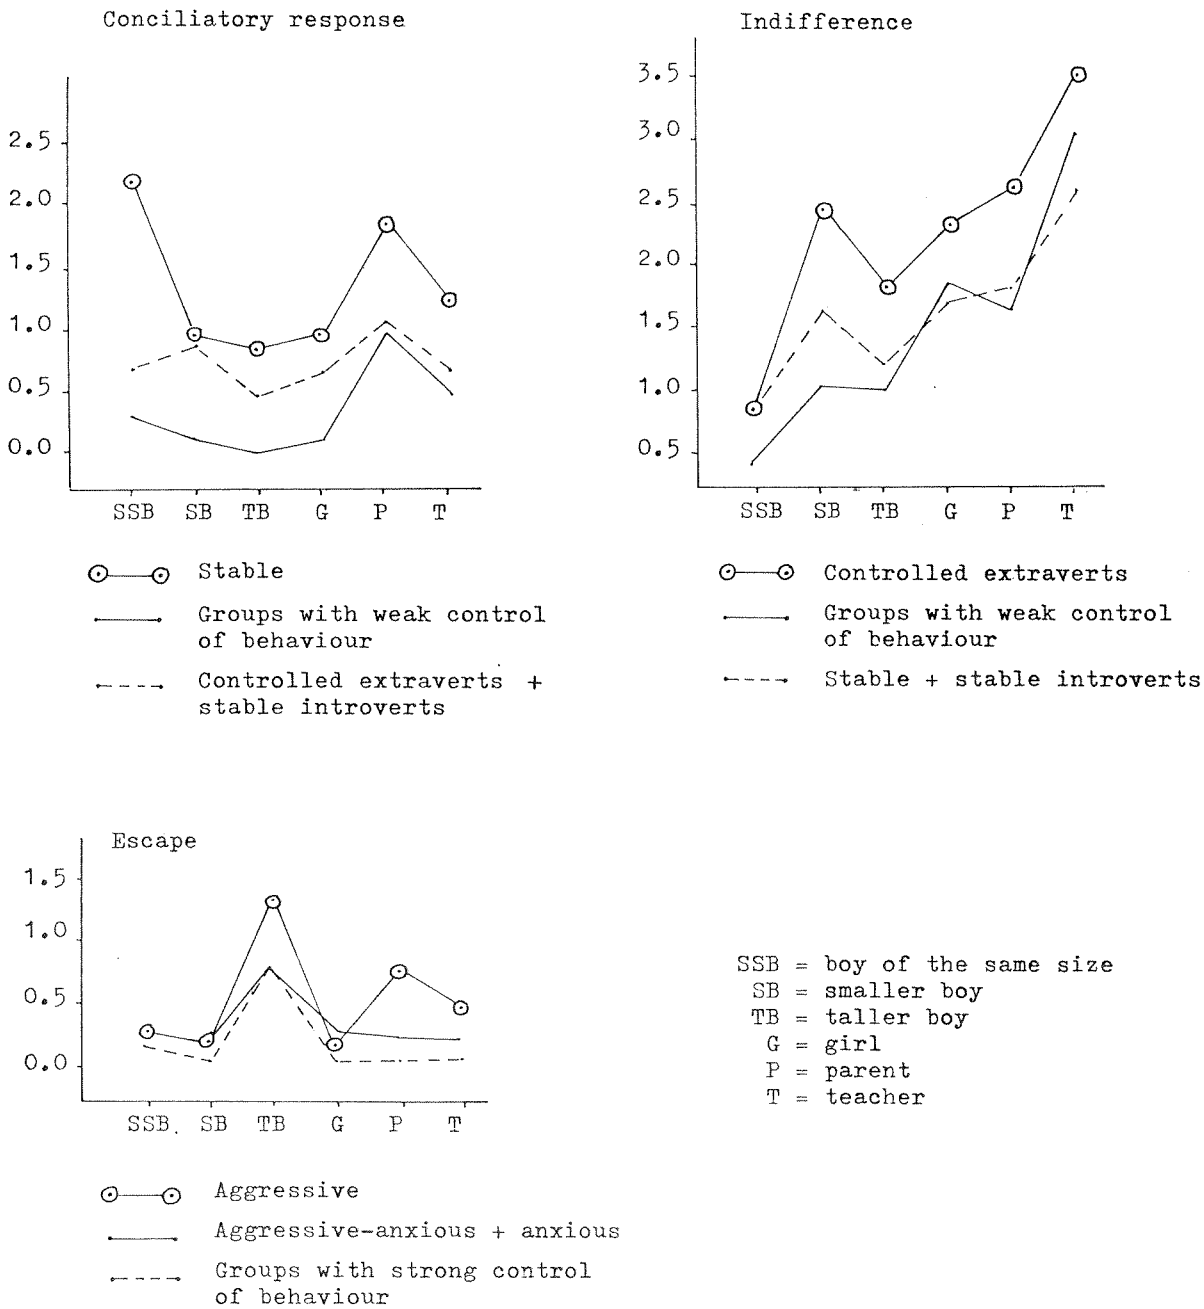 Conciliatory response
2.5
2.0
1.5
1.0
0.5
0.0
SSB SB TB G P T
Stable
Groups with weak control
of behaviour
Controlled extraverts +
stable introverts
Indifference
3.5
3.0
2.5
2.0
1.5
1.0
0.5
SSB SB TB G P T
Controlled extraverts
Groups with weak control
of behaviour
Stable + stable introverts
Escape
1.5
1.0
0.5
0.0
SSB. SB TB G P T
Aggressive
Aggressive-anxious + anxious
Groups with strong control
of behaviour
SSB = boy of the same size
SB = smaller boy
TB = taller boy
G = girl
P = parent
T = teacher